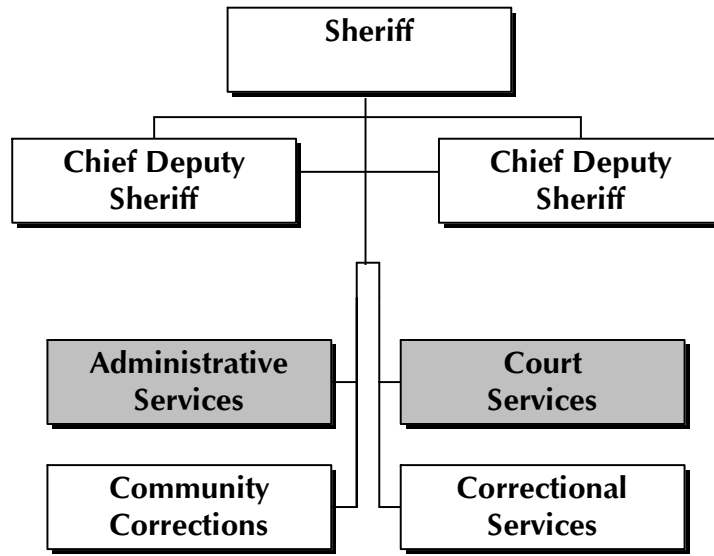 Sheriff
Chief Deputy
Sheriff
Chief Deputy
Sheriff
Administrative
Services
Court
Services
Community
Corrections
Correctional
Services